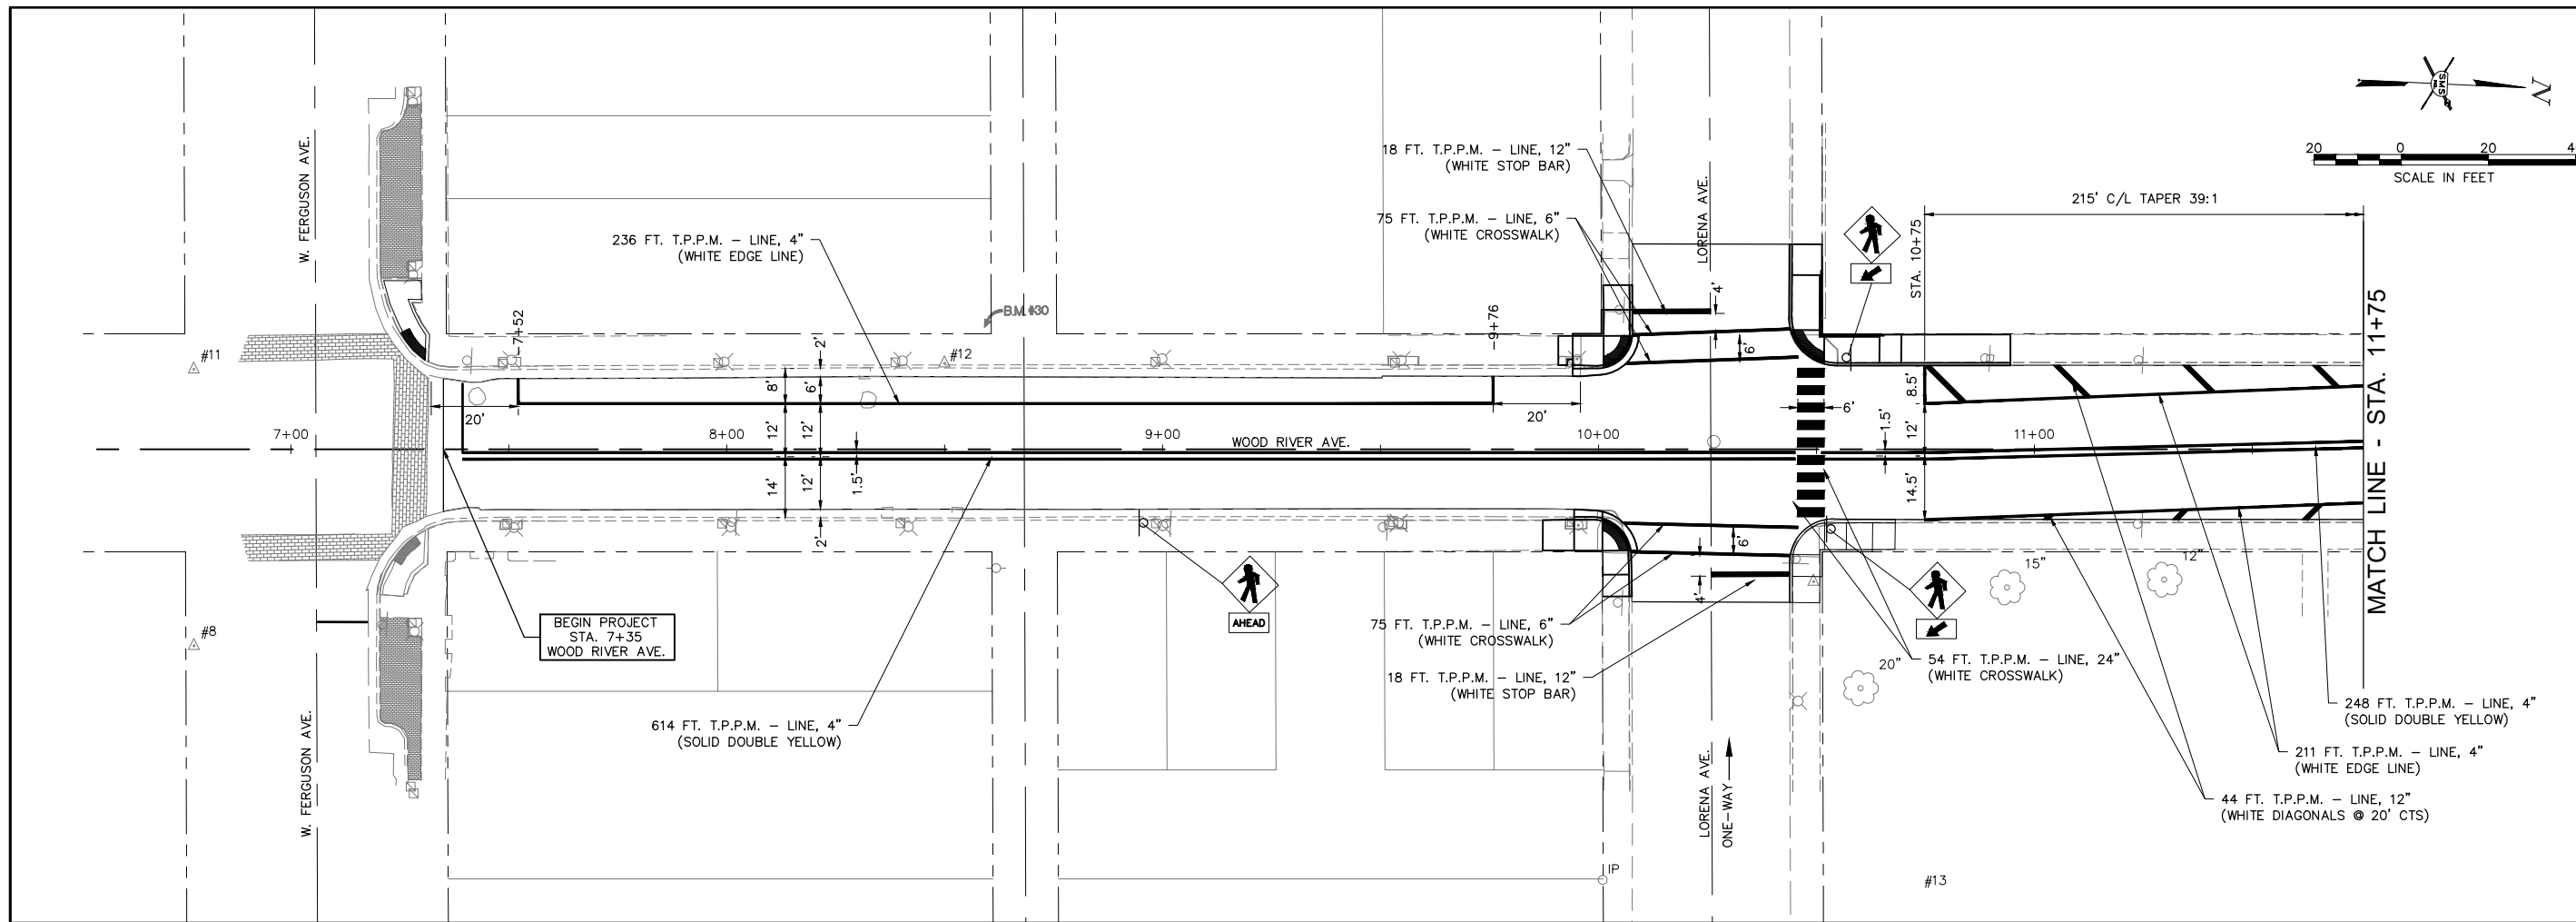 W. FERGUSON AVE.
#11
7+00
20'
7+52
236 FT. T.P.P.M. – LINE, 4"
(WHITE EDGE LINE)
8'
6'
2'
12'
12'
14'
12'
1.5'
2'
8+00
#12
B.M. #30
9+00
WOOD RIVER AVE.
9+76
20'
10+00
18 FT. T.P.P.M. – LINE, 12"
(WHITE STOP BAR)
75 FT. T.P.P.M. – LINE, 6"
(WHITE CROSSWALK)
LORENA AVE.
4'
6'
6'
STA. 10+75
215' C/L TAPER 39:1
8.5'
1.5'
12'
14.5'
11+00
20 0 20 4
SCALE IN FEET
SMS
N
MATCH LINE - STA. 11+75
#8
W. FERGUSON AVE.
BEGIN PROJECT
STA. 7+35
WOOD RIVER AVE.
614 FT. T.P.P.M. – LINE, 4"
(SOLID DOUBLE YELLOW)
AHEAD
6'
4'
75 FT. T.P.P.M. – LINE, 6"
(WHITE CROSSWALK)
18 FT. T.P.P.M. – LINE, 12"
(WHITE STOP BAR)
LORENA AVE.
ONE-WAY
IP
15"
12"
20"
54 FT. T.P.P.M. – LINE, 24"
(WHITE CROSSWALK)
248 FT. T.P.P.M. – LINE, 4"
(SOLID DOUBLE YELLOW)
211 FT. T.P.P.M. – LINE, 4"
(WHITE EDGE LINE)
44 FT. T.P.P.M. – LINE, 12"
(WHITE DIAGONALS @ 20' CTS)
#13